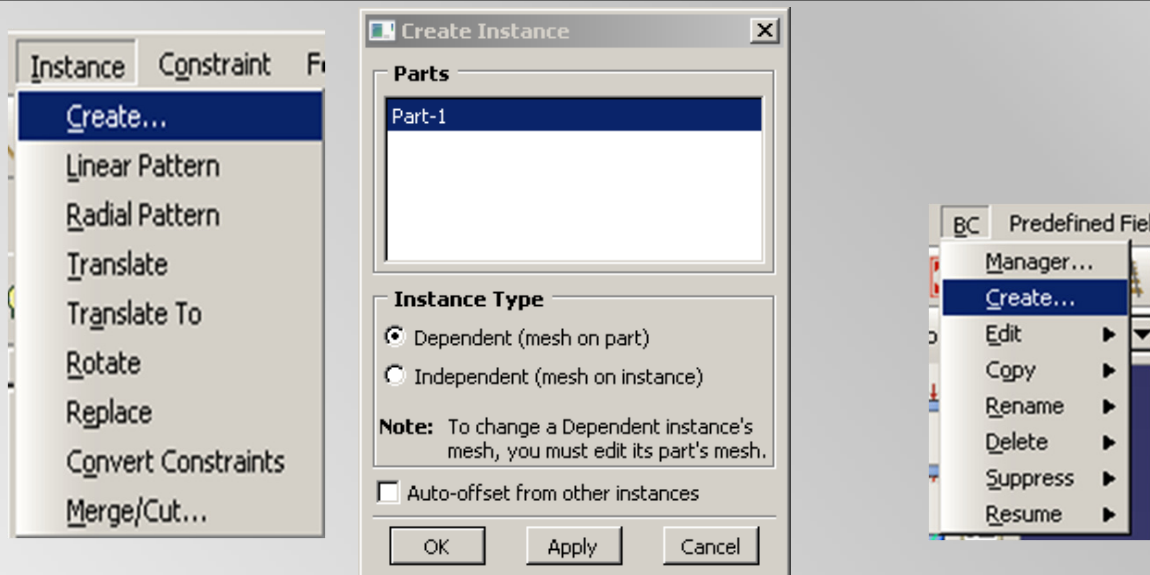 Instance Constraint
Create...
Linear Pattern
Radial Pattern
Translate
Translate To
Rotate
Replace
Convert Constraints
Merge/Cut...
Create Instance
Parts
Part-1
Instance Type
Dependent (mesh on part)
Independent (mesh on instance)
Note: To change a Dependent instance's
mesh, you must edit its part's mesh.
Auto-offset from other instances
OK Apply Cancel
BC Predefined Fiel
Manager...
Create...
Edit
Copy
Rename
Delete
Suppress
Resume